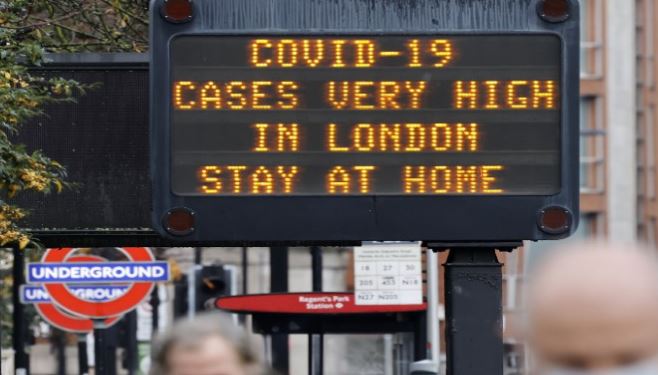 COVID-19
CASES VERY HIGH
IN LONDON
STAY AT HOME
UNDERGROUND
Regent's Park
Station
18 27 30
205 453 N18
N27 N205